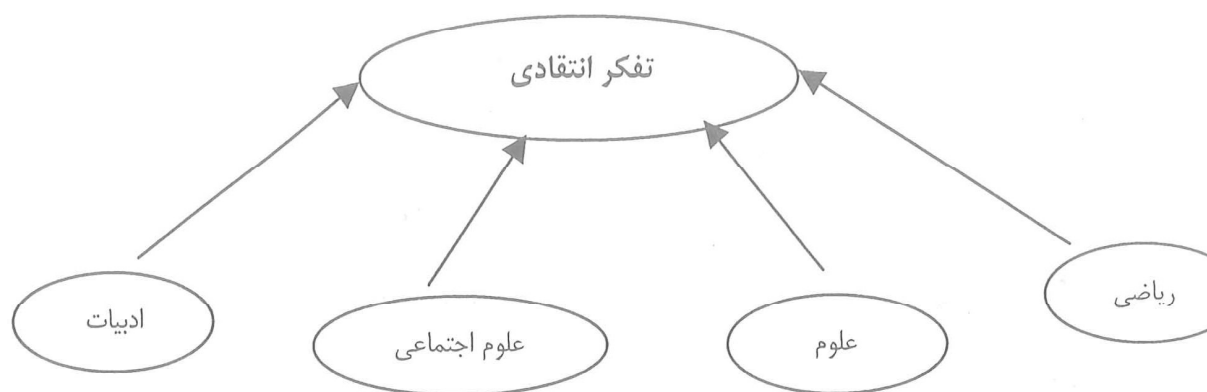 تفکر انتقادی
ریاضی
علوم
علوم اجتماعی
ادبیات